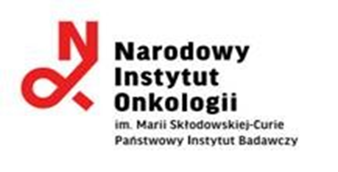 Narodowy
Instytut
Onkologii
im. Marii Skłodowskiej-Curie
Państwowy Instytut Badawczy